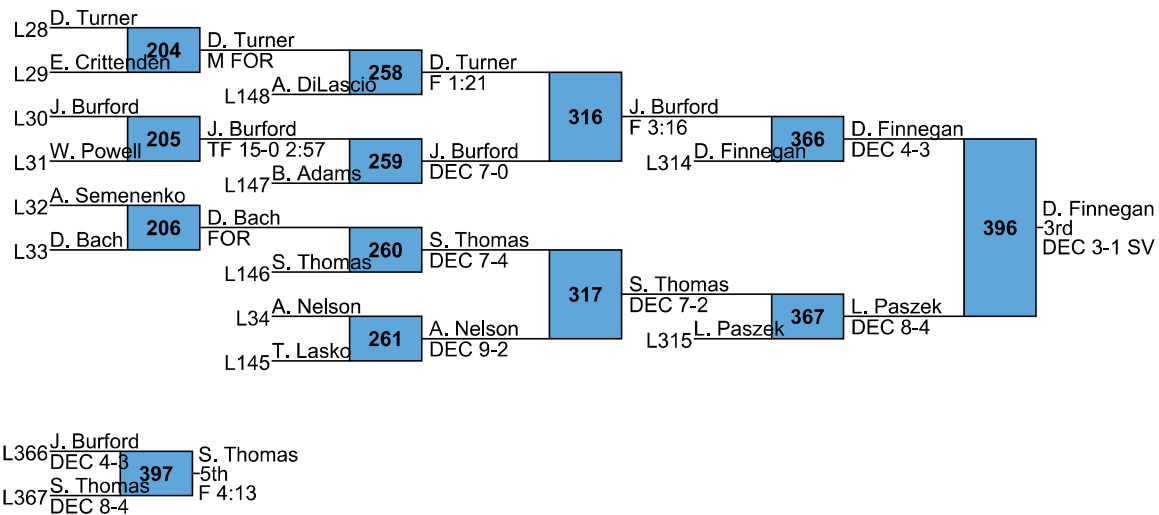 L28 D. Turner
204
L29 E. Crittenden
D. Turner
M FOR
258
L148 A. DiLascio
D. Turner
F 1:21
L30 J. Burford
205
L31 W. Powell
J. Burford
TF 15-0 2:57
259
L147 B. Adams
J. Burford
DEC 7-0
316
J. Burford
F 3:16
366
L314 D. Finnegan
D. Finnegan
DEC 4-3
L32 A. Semenenko
206
L33 D. Bach
D. Bach
FOR
260
L146 S. Thomas
S. Thomas
DEC 7-4
L34 A. Nelson
261
L145 T. Lasko
A. Nelson
DEC 9-2
317
S. Thomas
DEC 7-2
367
L315 L. Paszek
L. Paszek
DEC 8-4
396
D. Finnegan
3rd
DEC 3-1 SV
L366 J. Burford
DEC 4-3
397
L367 S. Thomas
DEC 8-4
S. Thomas
5th
F 4:13